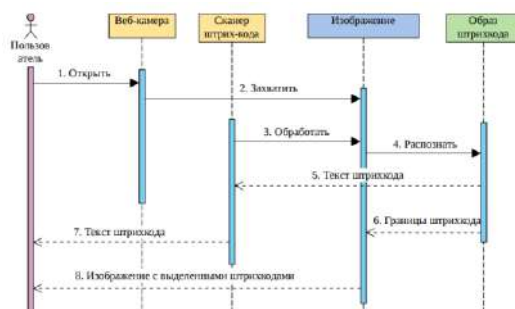 Пользов
атель
Веб-камера
Сканер
штрих-кода
Изображение
Образ
штрихкода
1. Открыть
2. Захватить
3. Обработать
4. Распознать
5. Текст штрихкода
6. Границы штрихкода
7. Текст штрихкода
8. Изображение с выделенными штрихкодами